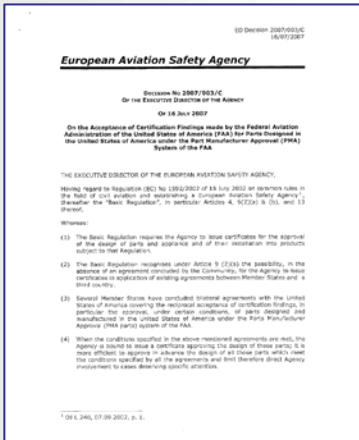 ED Decision 2007/003/C
16/07/2007
European Aviation Safety Agency
DECISION NO 2007/003/C
OF THE EXECUTIVE DIRECTOR OF THE AGENCY
OF 16 JULY 2007
On the Acceptance of Certification Findings made by the Federal Aviation
Administration of the United States of America (FAA) for Parts Designed in
the United States of America under the Part Manufacturer Approval (PMA)
System of the FAA
THE EXECUTIVE DIRECTOR OF THE EUROPEAN AVIATION SAFETY AGENCY,
Having regard to Regulation (EC) No 1592/2002 of 15 July 2002 on common rules in
the field of civil aviation and establishing a European Aviation Safety Agency¹,
(hereafter the "Basic Regulation"), in particular Articles 4, 9(2)(a) & (b), and 13
thereof,
Whereas:
(1) The Basic Regulation requires the Agency to issue certificates for the approval
of the design of parts and appliance and of their installation into products
subject to that Regulation.
(2) The Basic Regulation recognises under Article 9 (2)(a) the possibility, in the
absence of an agreement concluded by the Community, for the Agency to issue
certificates in application of existing agreements between Member States and a
third country.
(3) Several Member States have concluded bilateral agreements with the United
States of America covering the reciprocal acceptance of certification findings, in
particular the approval, under certain conditions, of parts designed and
manufactured in the United States of America under the Parts Manufacturer
Approval (PMA parts) system of the FAA.
(4) When the conditions specified in the above mentioned agreements are met, the
Agency is bound to issue a certificate approving the design of these parts; it is
more efficient to approve in advance the design of all those parts which meet
the conditions specified by all the agreements and limit therefore direct Agency
involvement to cases deserving specific attention.
¹ OJ L 240, 07.09.2002, p. 1.